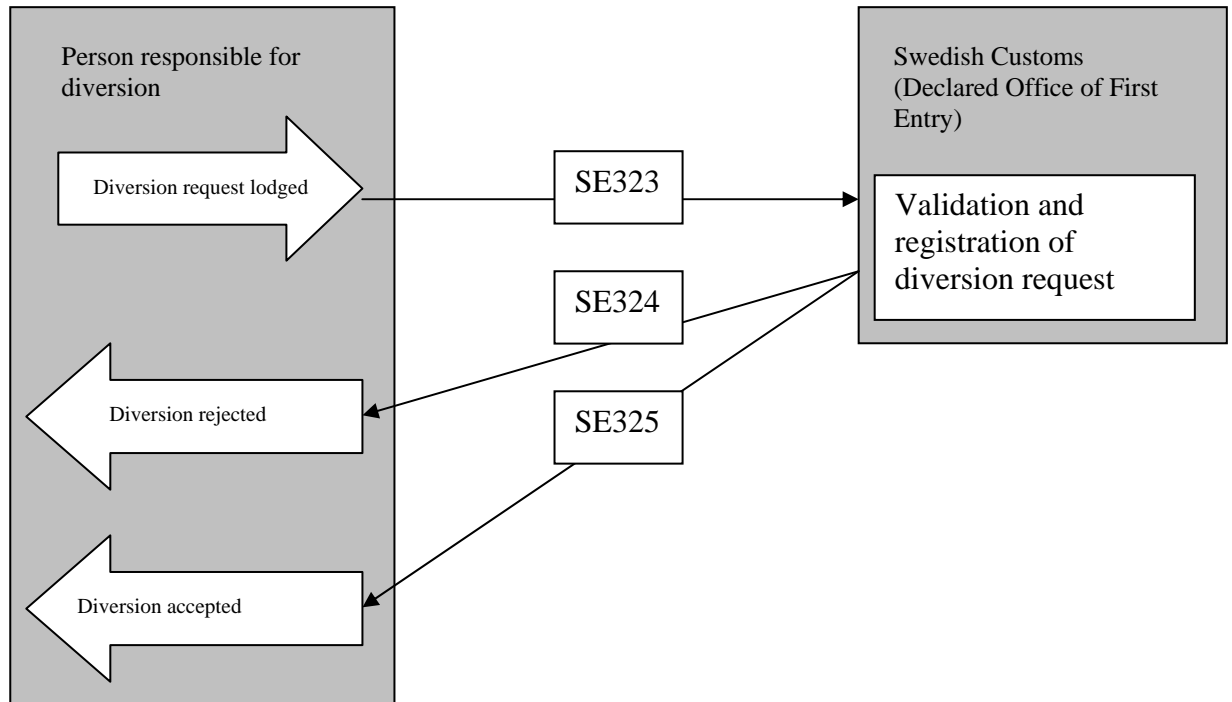 Person responsible for
diversion
Swedish Customs
(Declared Office of First
Entry)
Diversion request lodged
SE323
Validation and
registration of
diversion request
SE324
Diversion rejected
SE325
Diversion accepted